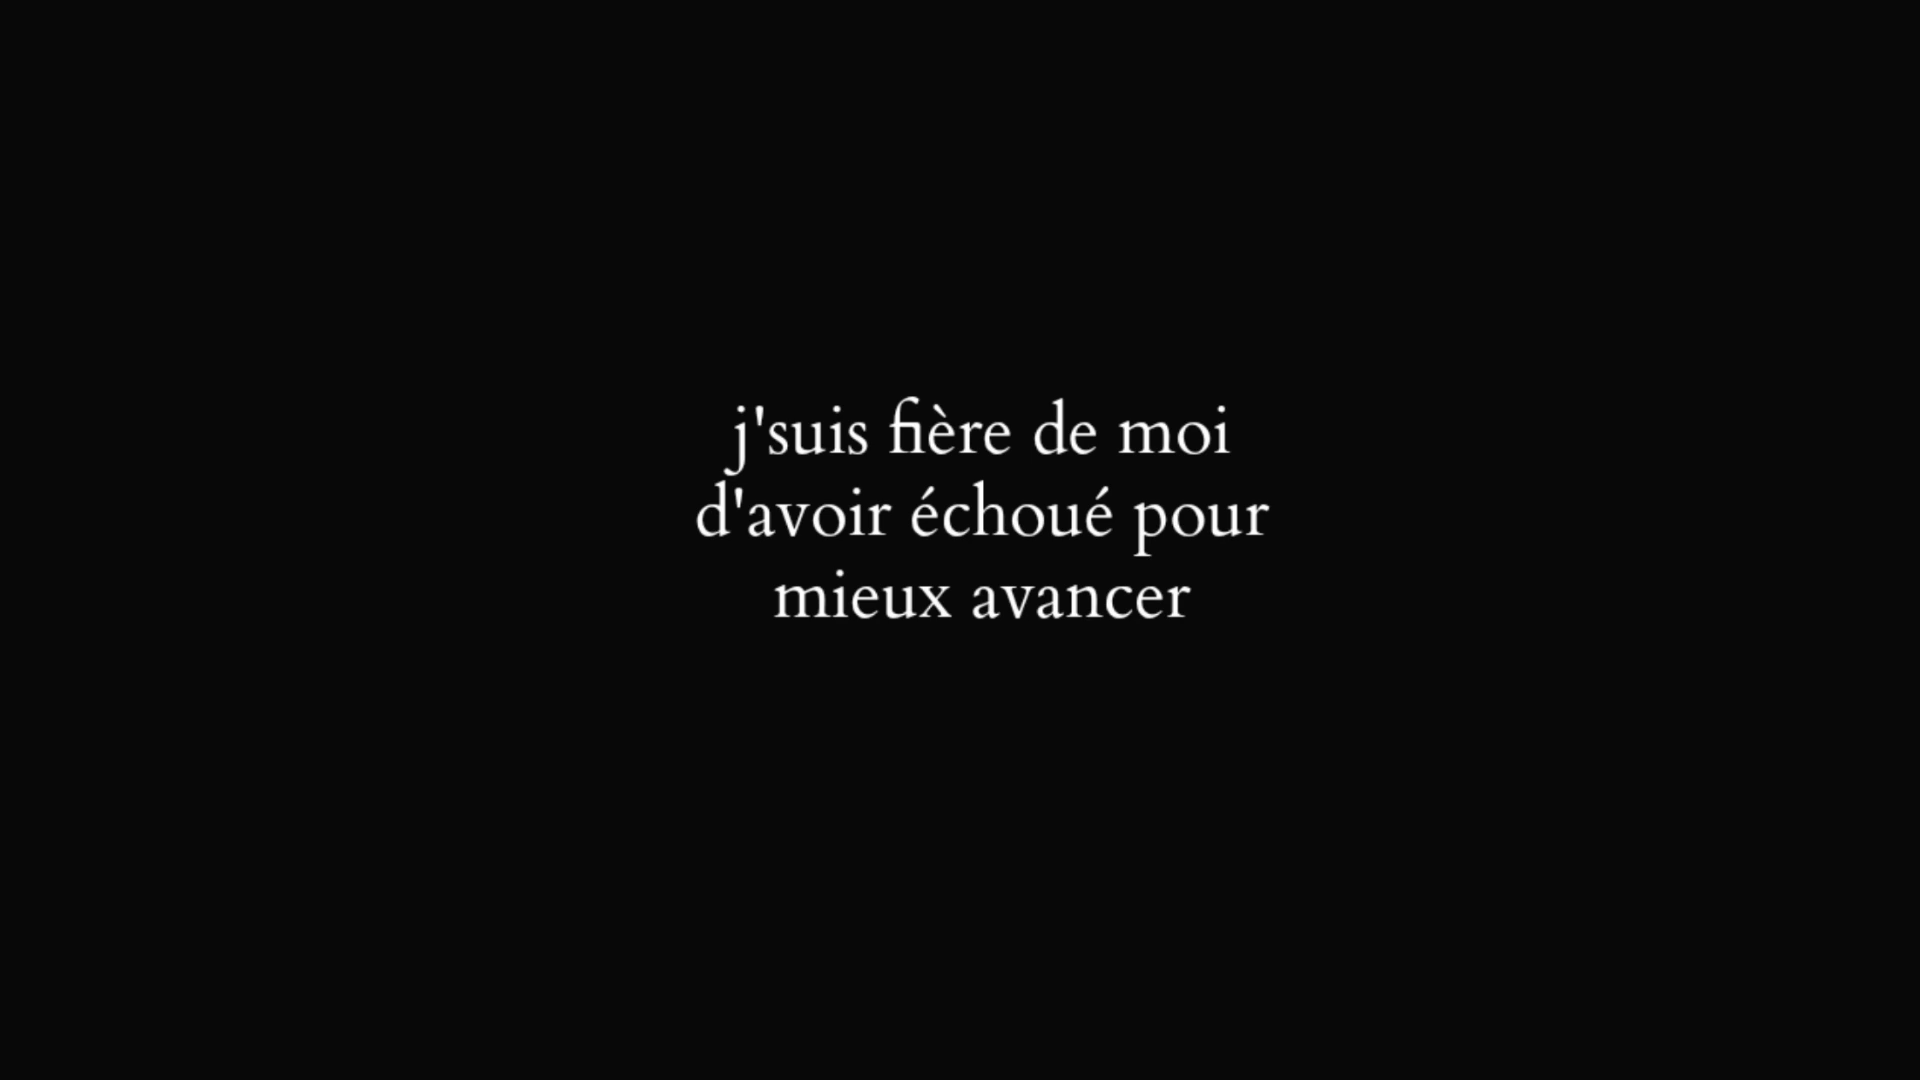 j'suis fière de moi
d'avoir échoué pour
mieux avancer